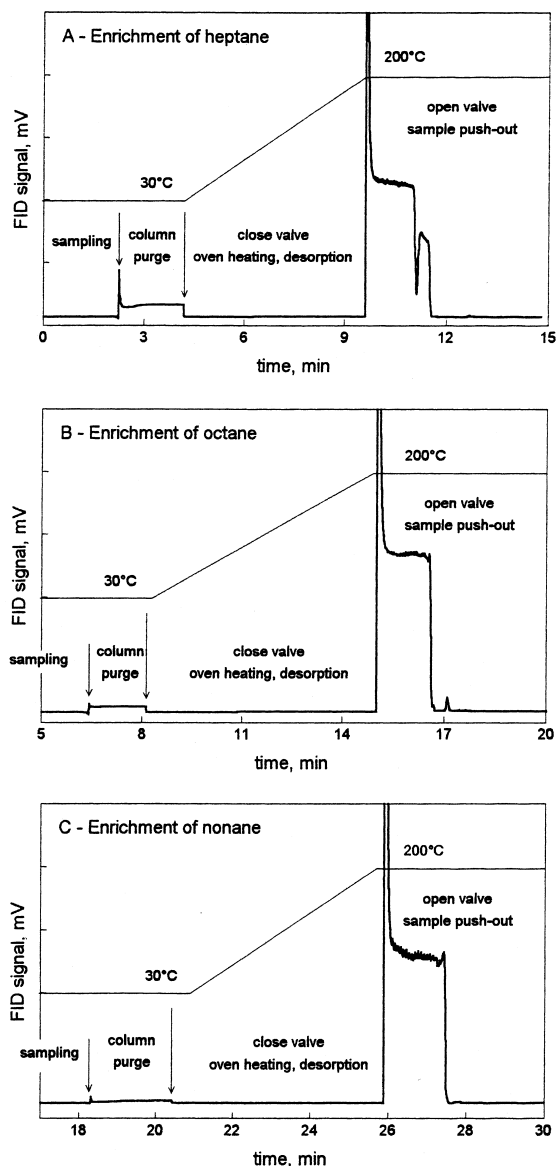 A - Enrichment of heptane
200°C
open valve
sample push-out
30°C
sampling
column
purge
close valve
oven heating, desorption
FID signal, mV
0
3
6
9
12
15
time, min
B - Enrichment of octane
200°C
open valve
sample push-out
30°C
sampling
column
purge
close valve
oven heating, desorption
FID signal, mV
5
8
11
14
17
20
time, min
C - Enrichment of nonane
200°C
open valve
sample push-out
30°C
sampling
column
purge
close valve
oven heating, desorption
FID signal, mV
18
20
22
24
26
28
30
time, min